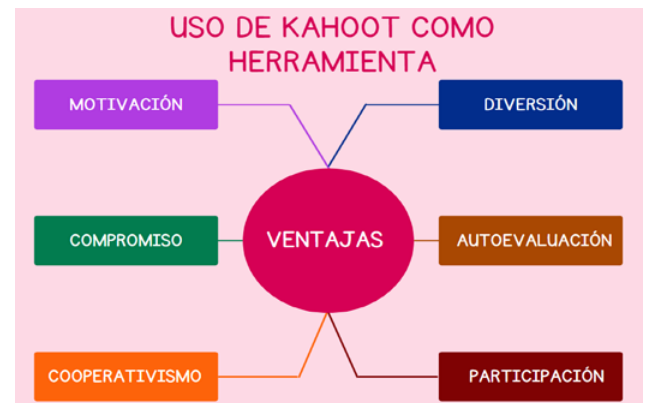 USO DE KAHOOT COMO
HERRAMIENTA
MOTIVACIÓN
DIVERSIÓN
COMPROMISO
VENTAJAS
AUTOEVALUACIÓN
COOPERATIVISMO
PARTICIPACIÓN